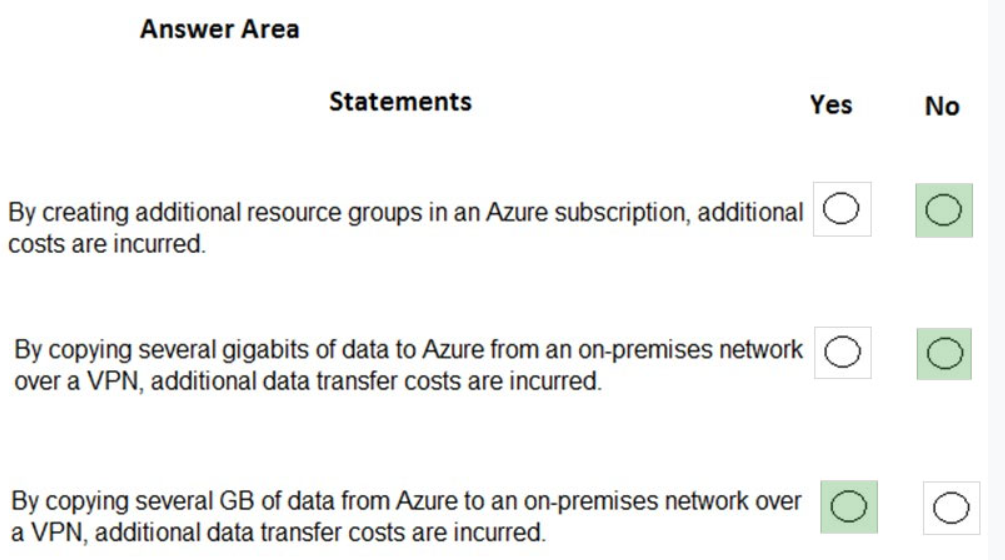 Answer Area
Statements Yes No
By creating additional resource groups in an Azure subscription, additional
costs are incurred.
By copying several gigabits of data to Azure from an on-premises network
over a VPN, additional data transfer costs are incurred.
By copying several GB of data from Azure to an on-premises network over
a VPN, additional data transfer costs are incurred.